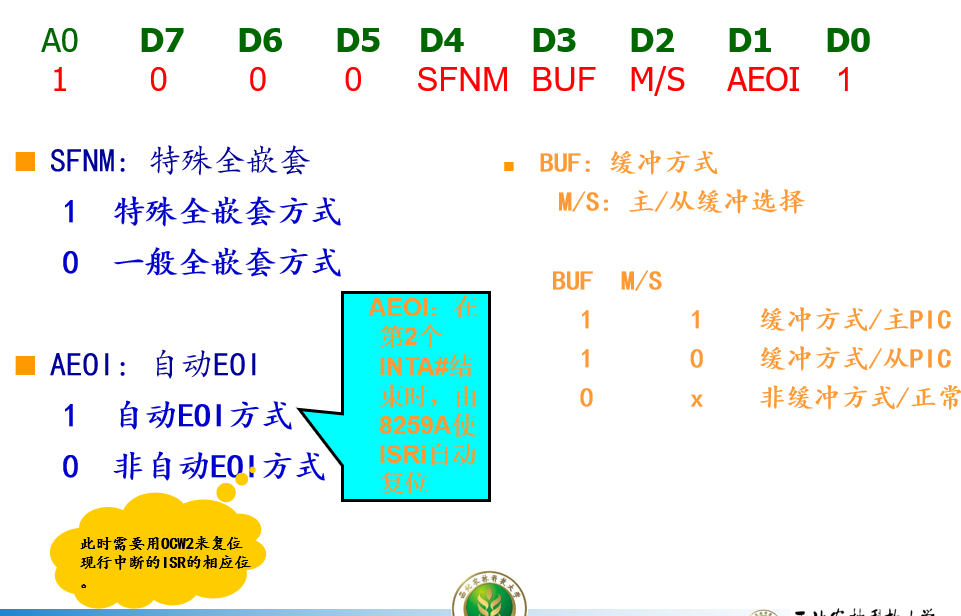 A0 D7 D6 D5 D4 D3 D2 D1 D0
1 0 0 0 SFNM BUF M/S AEOI 1
SFNM: 特殊全嵌套
1 特殊全嵌套方式
0 一般全嵌套方式
AEOI: 自动EOI
1 自动EOI方式
0 非自动EOI方式
AEOI：在
第2个
INTA#结
束时，由
8259A使
ISRi自动
复位
此时需要用OCW2来复位
现行中断的ISR的相应位
。
BUF: 缓冲方式
M/S: 主/从缓冲选择
BUF M/S
1 1 缓冲方式/主PIC
1 0 缓冲方式/从PIC
0 x 非缓冲方式/正常